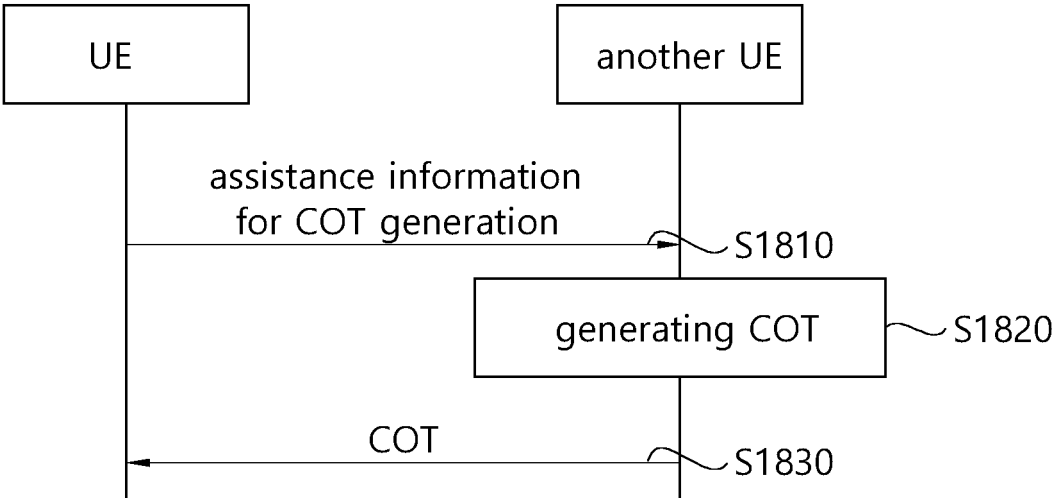 UE
another UE
assistance information
for COT generation
S1810
generating COT
S1820
COT
S1830